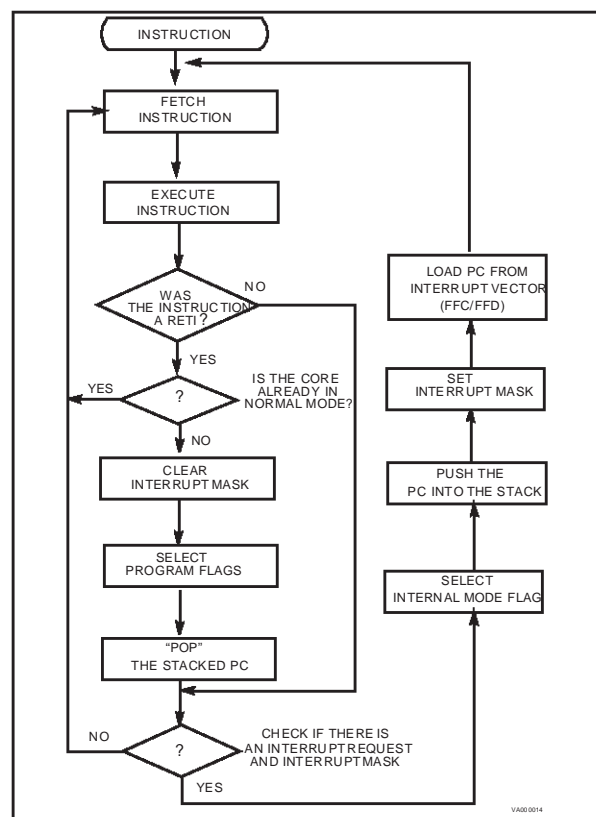 INSTRUCTION
FETCH
INSTRUCTION
EXECUTE
INSTRUCTION
WAS
THE INSTRUCTION
A RETI ?
NO
YES
?
YES
IS THE CORE
ALREADY IN
NORMAL MODE?
NO
CLEAR
INTERRUPT MASK
SELECT
PROGRAM FLAGS
“POP”
THE STACKED PC
?
NO
CHECK IF THERE IS
AN INTERRUPT REQUEST
AND INTERRUPT MASK
YES
LOAD PC FROM
INTERRUPT VECTOR
(FFC/FFD)
SET
INTERRUPT MASK
PUSH THE
PC INTO THE STACK
SELECT
INTERNAL MODE FLAG
VA000014